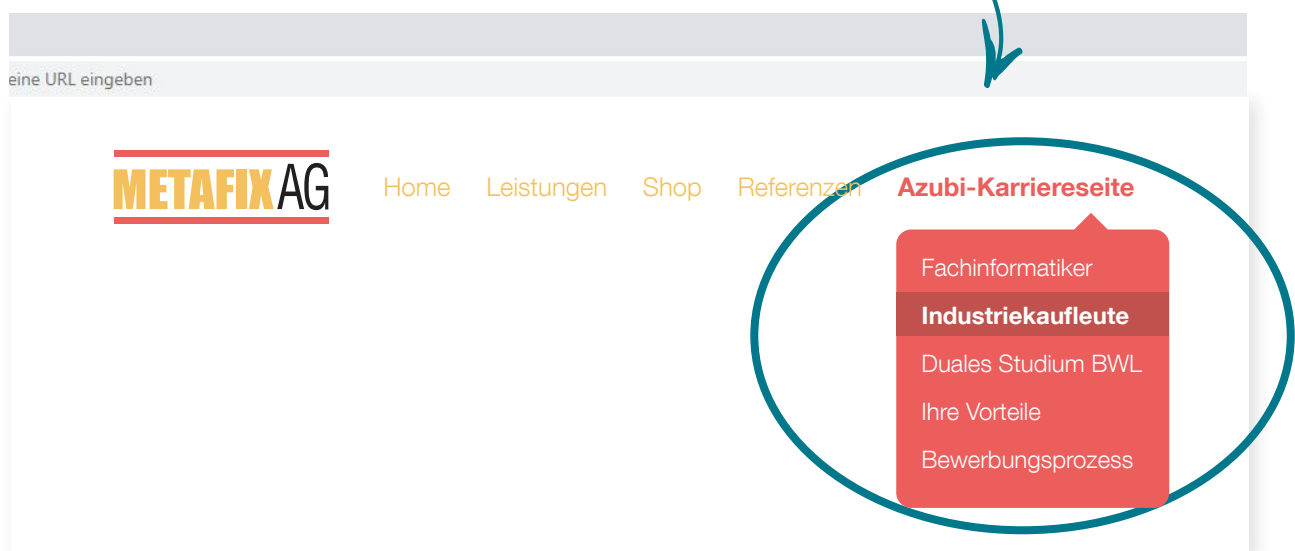 eine URL eingeben
METAFIX AG Home Leistungen Shop Referenzen Azubi-Karriereseite
Fachinformatiker
Industriekaufleute
Duales Studium BWL
Ihre Vorteile
Bewerbungsprozess